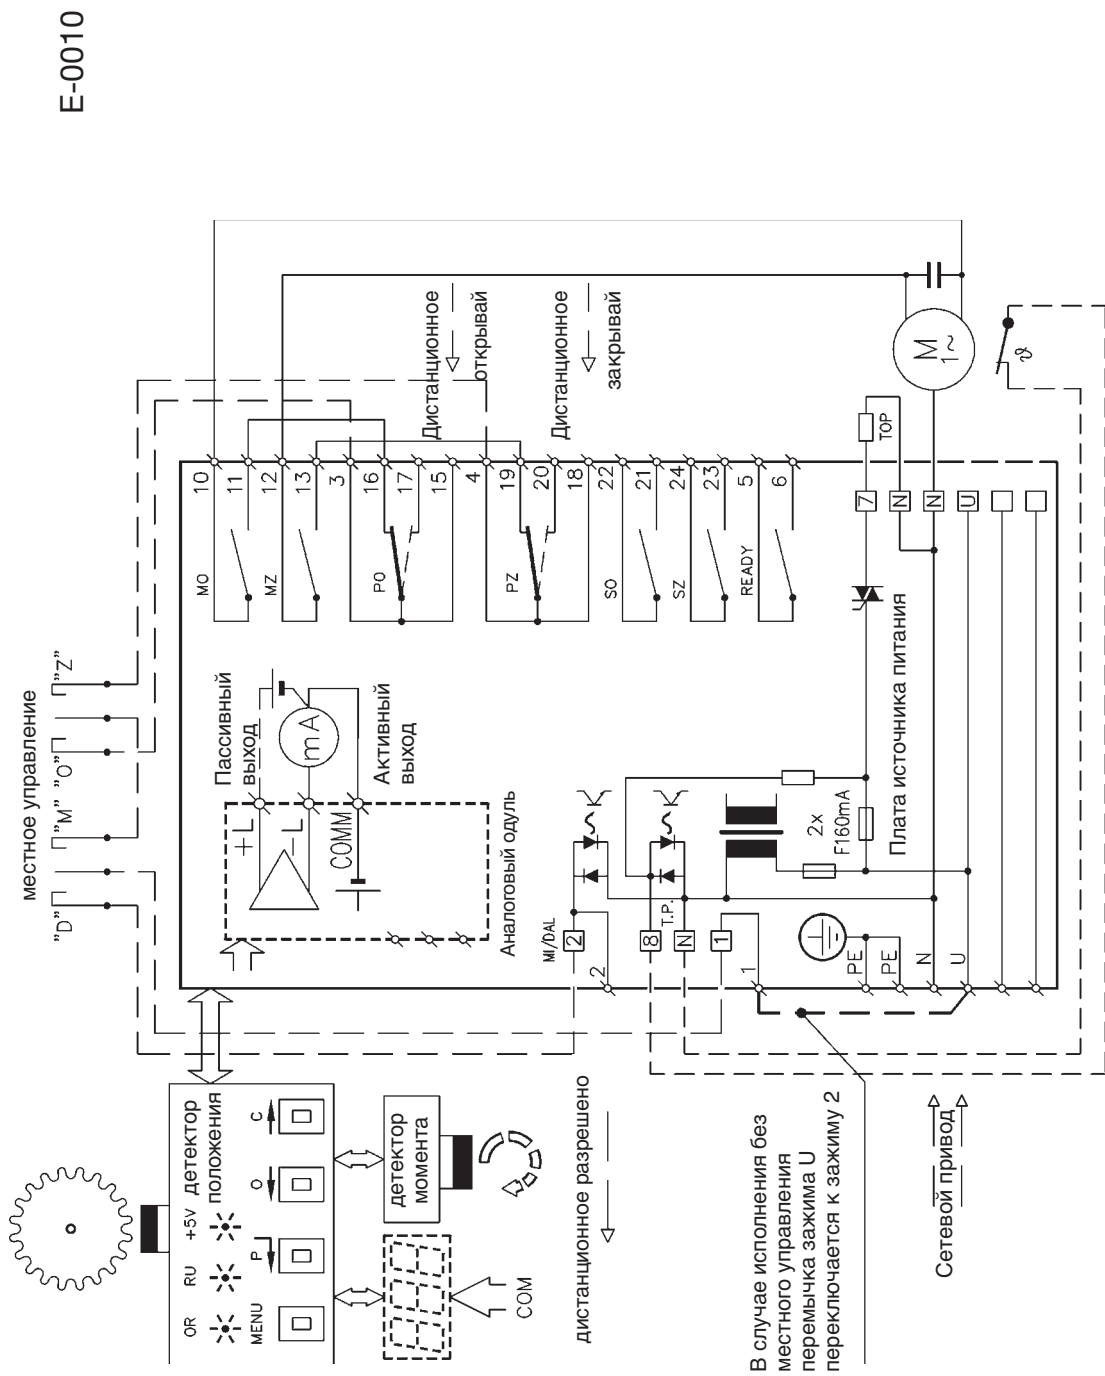 E-0010
местное управление
"D"
"M"
"O"
"Z"
10
11
12
13
3
16
17
15
4
19
20
18
22
21
24
23
5
6
MO
MZ
PO
PZ
SO
SZ
READY
Дистанционное
открывай
Дистанционное
закрывай
M
1~
ϑ
TOP
7
N
N
U
Пассивный
выход
Активный
выход
mA
+L
-L
COMM
Аналоговый одуль
Плата источника питания
2x
F160mA
MI/DAL
2
2
8
T.P.
N
1
1
PE
PE
N
U
детектор
положения
+5V
RU
OR
MENU
P
O
C
детектор
момента
COM
дистанционное разрешено
В случае исполнения без
местного управления
перемычка зажима U
переключается к зажиму 2
Сетевой привод